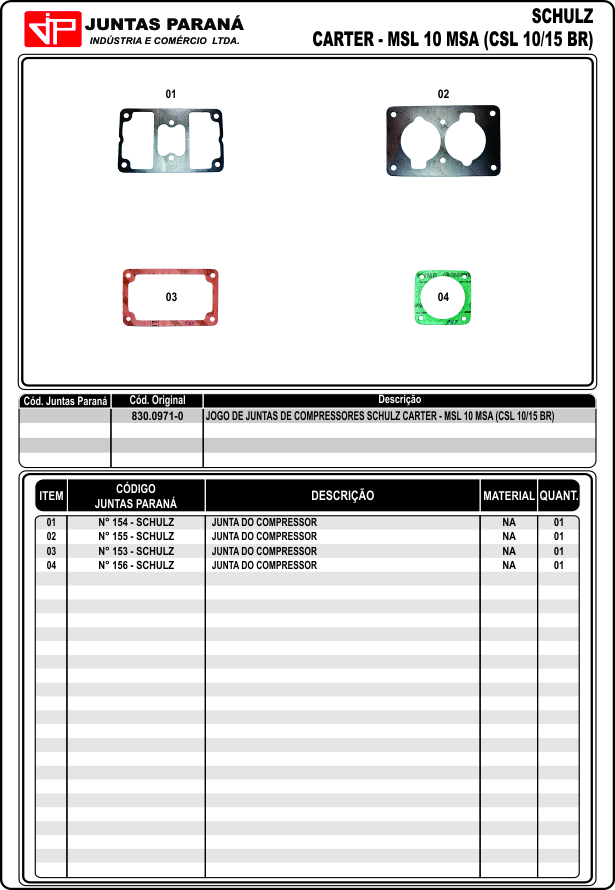 JP
JUNTAS PARANÁ
INDÚSTRIA E COMÉRCIO LTDA.
SCHULZ
CARTER - MSL 10 MSA (CSL 10/15 BR)
01
02
03
04
Cód. Juntas Paraná Cód. Original Descrição
830.0971-0 JOGO DE JUNTAS DE COMPRESSORES SCHULZ CARTER - MSL 10 MSA (CSL 10/15 BR)
ITEM CÓDIGO JUNTAS PARANÁ DESCRIÇÃO MATERIAL QUANT.
01 N° 154 - SCHULZ JUNTA DO COMPRESSOR NA 01
02 N° 155 - SCHULZ JUNTA DO COMPRESSOR NA 01
03 N° 153 - SCHULZ JUNTA DO COMPRESSOR NA 01
04 N° 156 - SCHULZ JUNTA DO COMPRESSOR NA 01